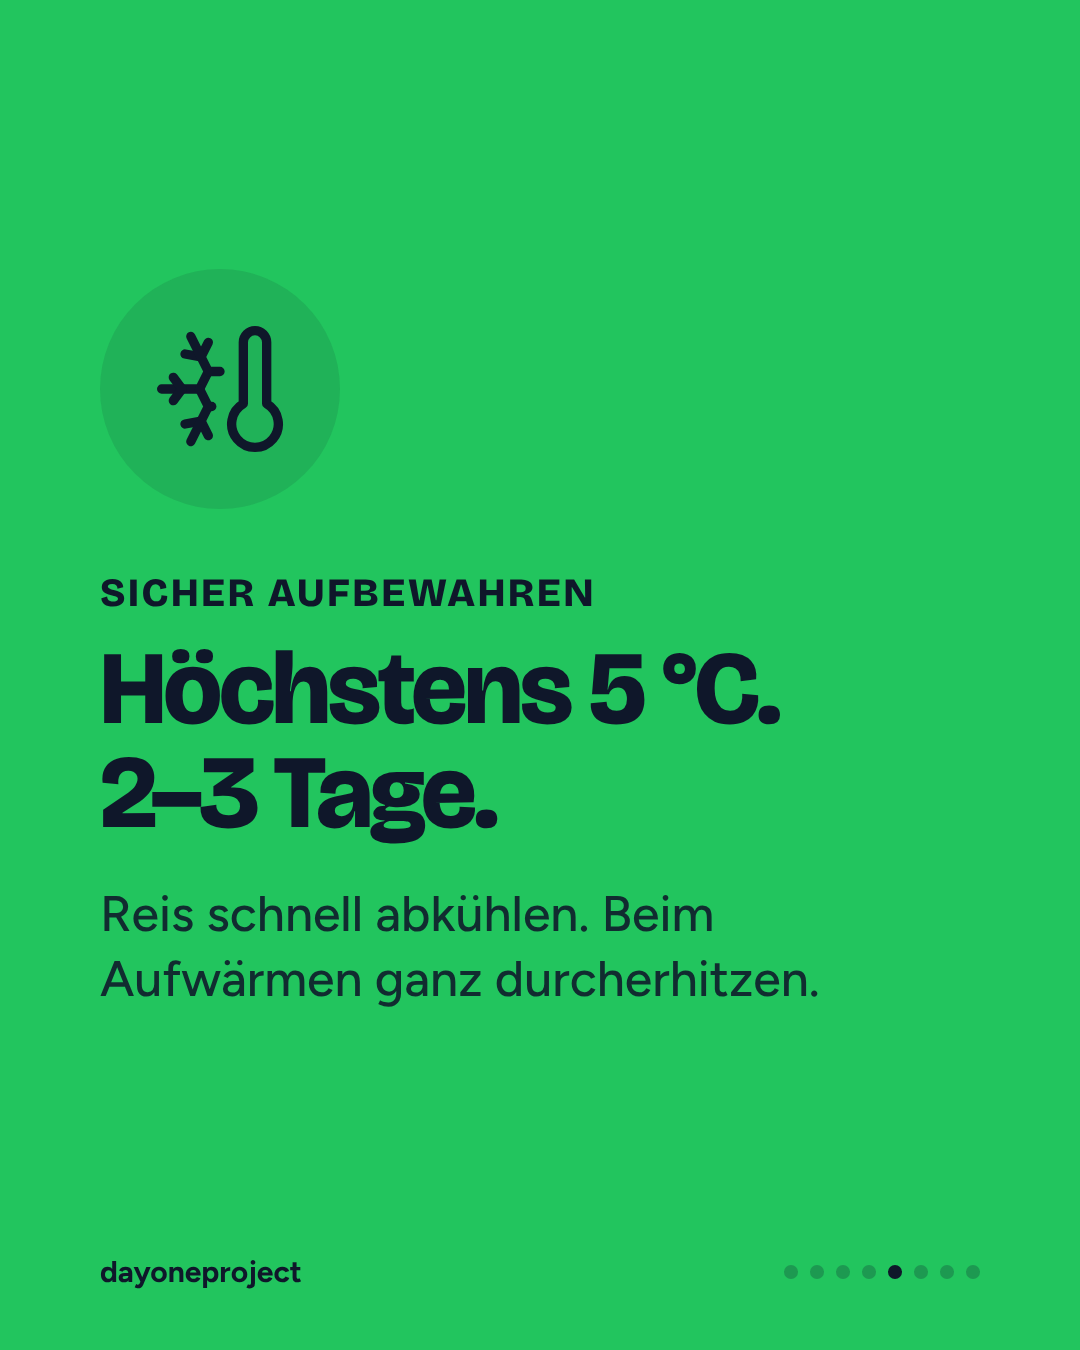 SICHER AUFBEWAHREN
Höchstens 5 °C.
2–3 Tage.
Reis schnell abkühlen. Beim
Aufwärmen ganz durcherhitzen.
dayoneproject